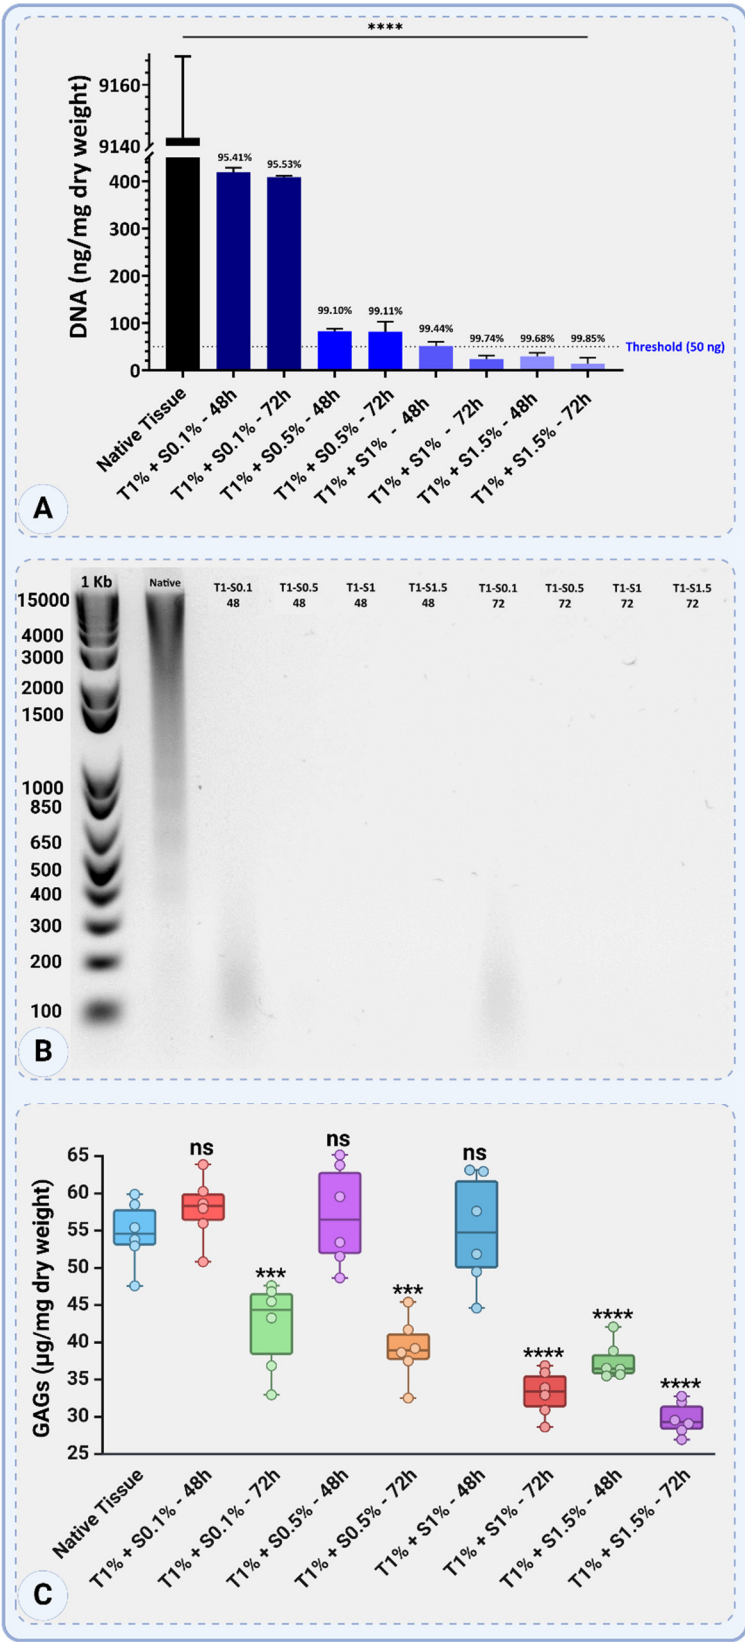 ****
DNA (ng/mg dry weight)
9160
9140
400
300
200
100
0
95.41%
95.53%
99.10%
99.11%
99.44%
99.74%
99.68%
99.85%
Threshold (50 ng)
Native Tissue
T1% + S0.1% - 48h
T1% + S0.1% - 72h
T1% + S0.5% - 48h
T1% + S0.5% - 72h
T1% + S1% - 48h
T1% + S1% - 72h
T1% + S1.5% - 48h
T1% + S1.5% - 72h
A
1 Kb
Native
T1-S0.1
48
T1-S0.5
48
T1-S1
48
T1-S1.5
48
T1-S0.1
72
T1-S0.5
72
T1-S1
72
T1-S1.5
72
15000
4000
3000
2000
1500
1000
850
650
500
400
300
200
100
B
GAGs (µg/mg dry weight)
65
60
55
50
45
40
35
30
25
ns
***
ns
***
ns
****
****
****
Native Tissue
T1% + S0.1% - 48h
T1% + S0.1% - 72h
T1% + S0.5% - 48h
T1% + S0.5% - 72h
T1% + S1% - 48h
T1% + S1% - 72h
T1% + S1.5% - 48h
T1% + S1.5% - 72h
C